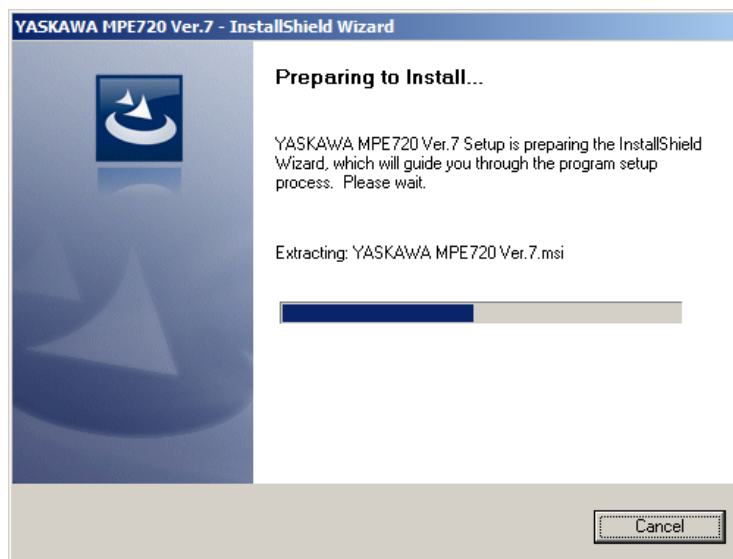 YASKAWA MPE720 Ver.7 - InstallShield Wizard
Preparing to Install...
YASKAWA MPE720 Ver.7 Setup is preparing the InstallShield
Wizard, which will guide you through the program setup
process. Please wait.
Extracting: YASKAWA MPE720 Ver.7.msi
Cancel